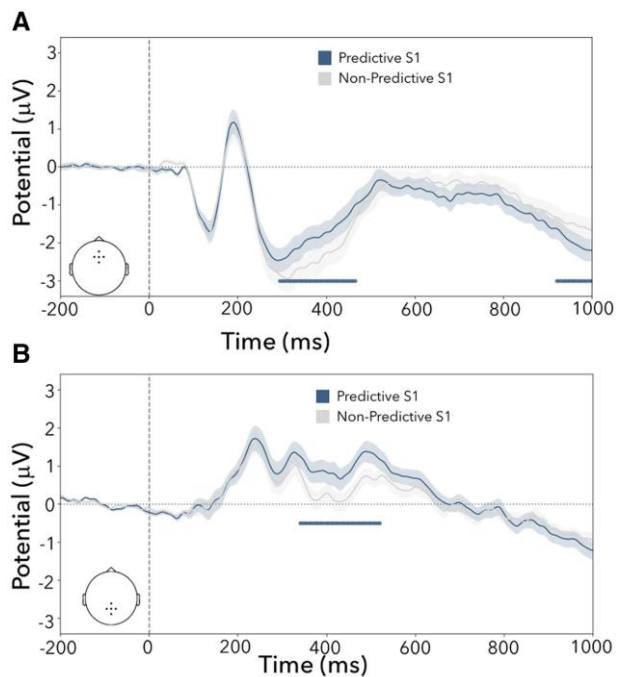 A
Potential (μV)
3
2
1
0
-1
-2
-3
Predictive S1
Non-Predictive S1
-200 0 200 400 600 800 1000
Time (ms)
B
Potential (μV)
3
2
1
0
-1
-2
-3
Predictive S1
Non-Predictive S1
-200 0 200 400 600 800 1000
Time (ms)